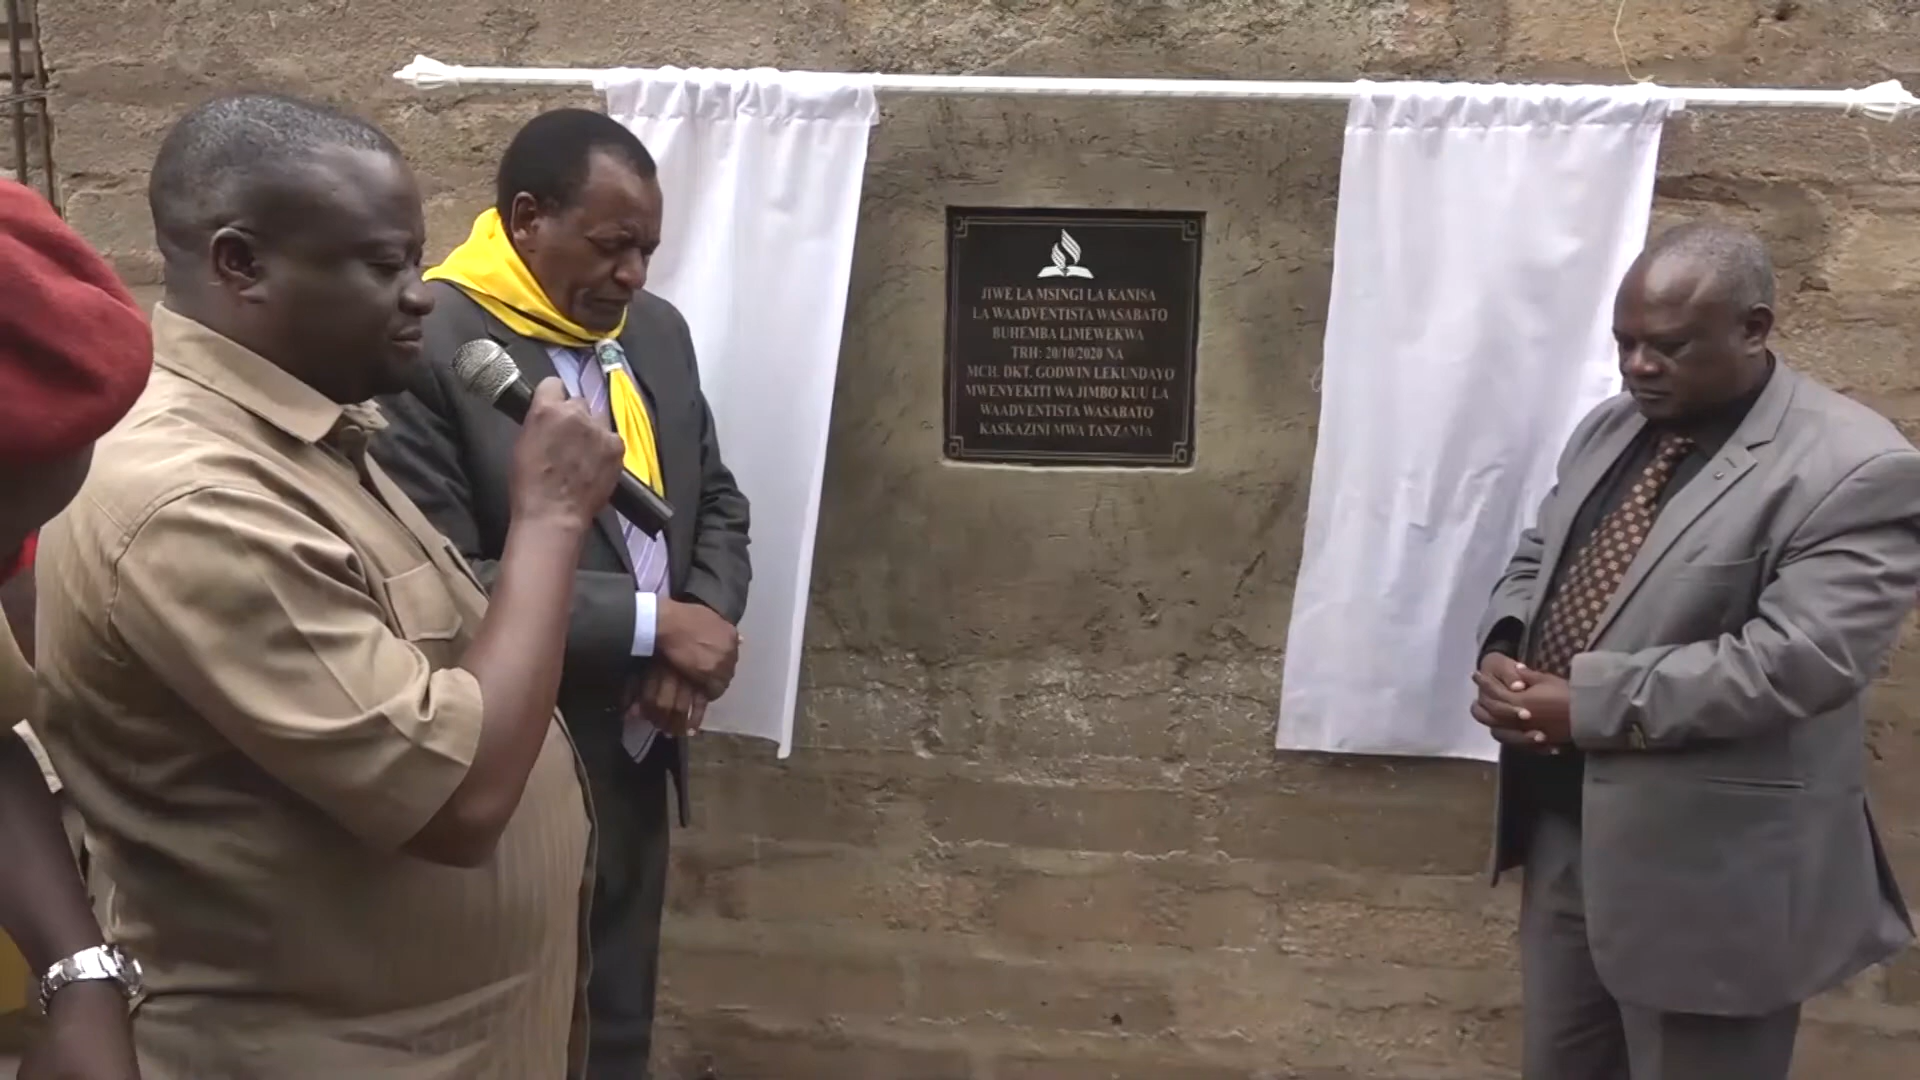 JIWE LA MSINGI LA KANISA
LA WAADVENTISTA WASABATO
BUHEMBA LIMEWEKWA
TRH: 20/10/2020 NA
MCH. DKT. GODWIN LEKUNDAYO
MWENYEKITI WA JIMBO KUU LA
WAADVENTISTA WASABATO
KASKAZINI MWA TANZANIA